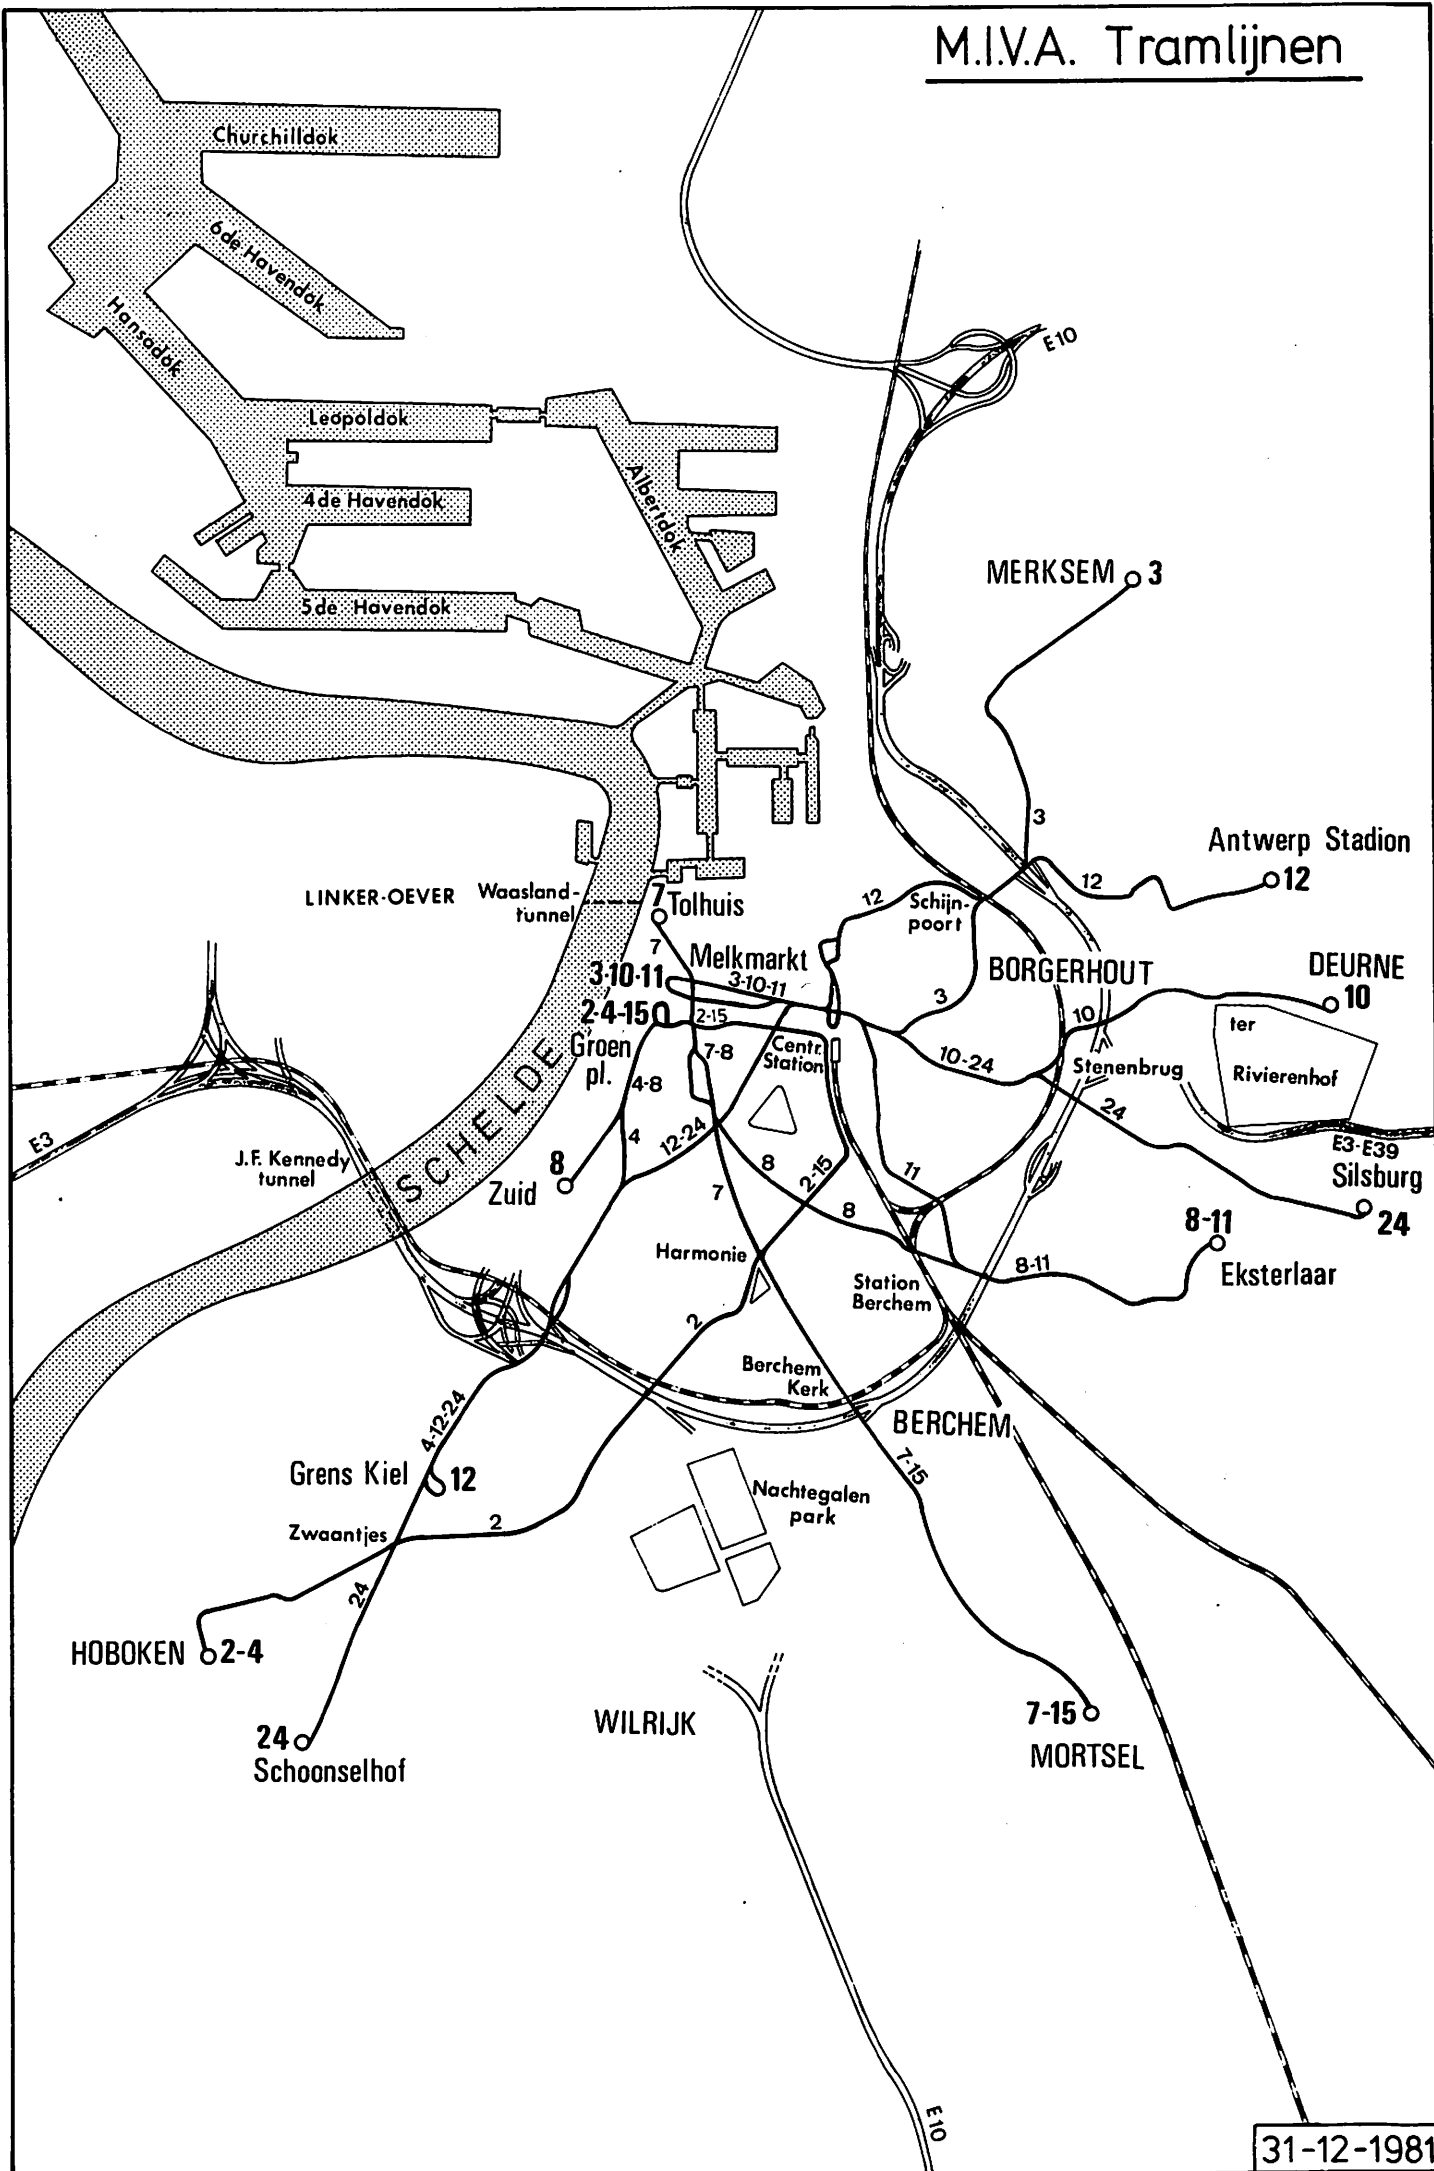 M.I.V.A. Tramlijnen
Churchilldok
6de Havendok
Hansadok
E10
Leopoldok
Albertdok
4de Havendok
MERKSEM 3
5de Havendok
3
Antwerp Stadion
12
12
LINKER-OEVER
Waasland-
tunnel
7 Tolhuis
12
Schijn-
poort
7
Melkmarkt
3-10-11
3-10-11
BORGERHOUT
DEURNE
10
3
10
2-4-15
2-15
Groen
pl.
7-8
Centr.
Station
10-24
Stenenbrug
ter
Rivierenhof
4-8
24
E3
SCHELDE
4
12-24
E3-E39
J.F. Kennedy
tunnel
8
Zuid
8
2-15
11
Silsburg
24
7
8
8-11
Eksterlaar
Harmonie
8-11
Station
Berchem
2
Berchem
Kerk
BERCHEM
4-12-24
7-15
Grens Kiel 12
Nachtegalen
park
Zwaantjes
2
24
HOBOKEN 2-4
24
Schoonselhof
WILRIJK
7-15
MORTSEL
E10
31-12-1981